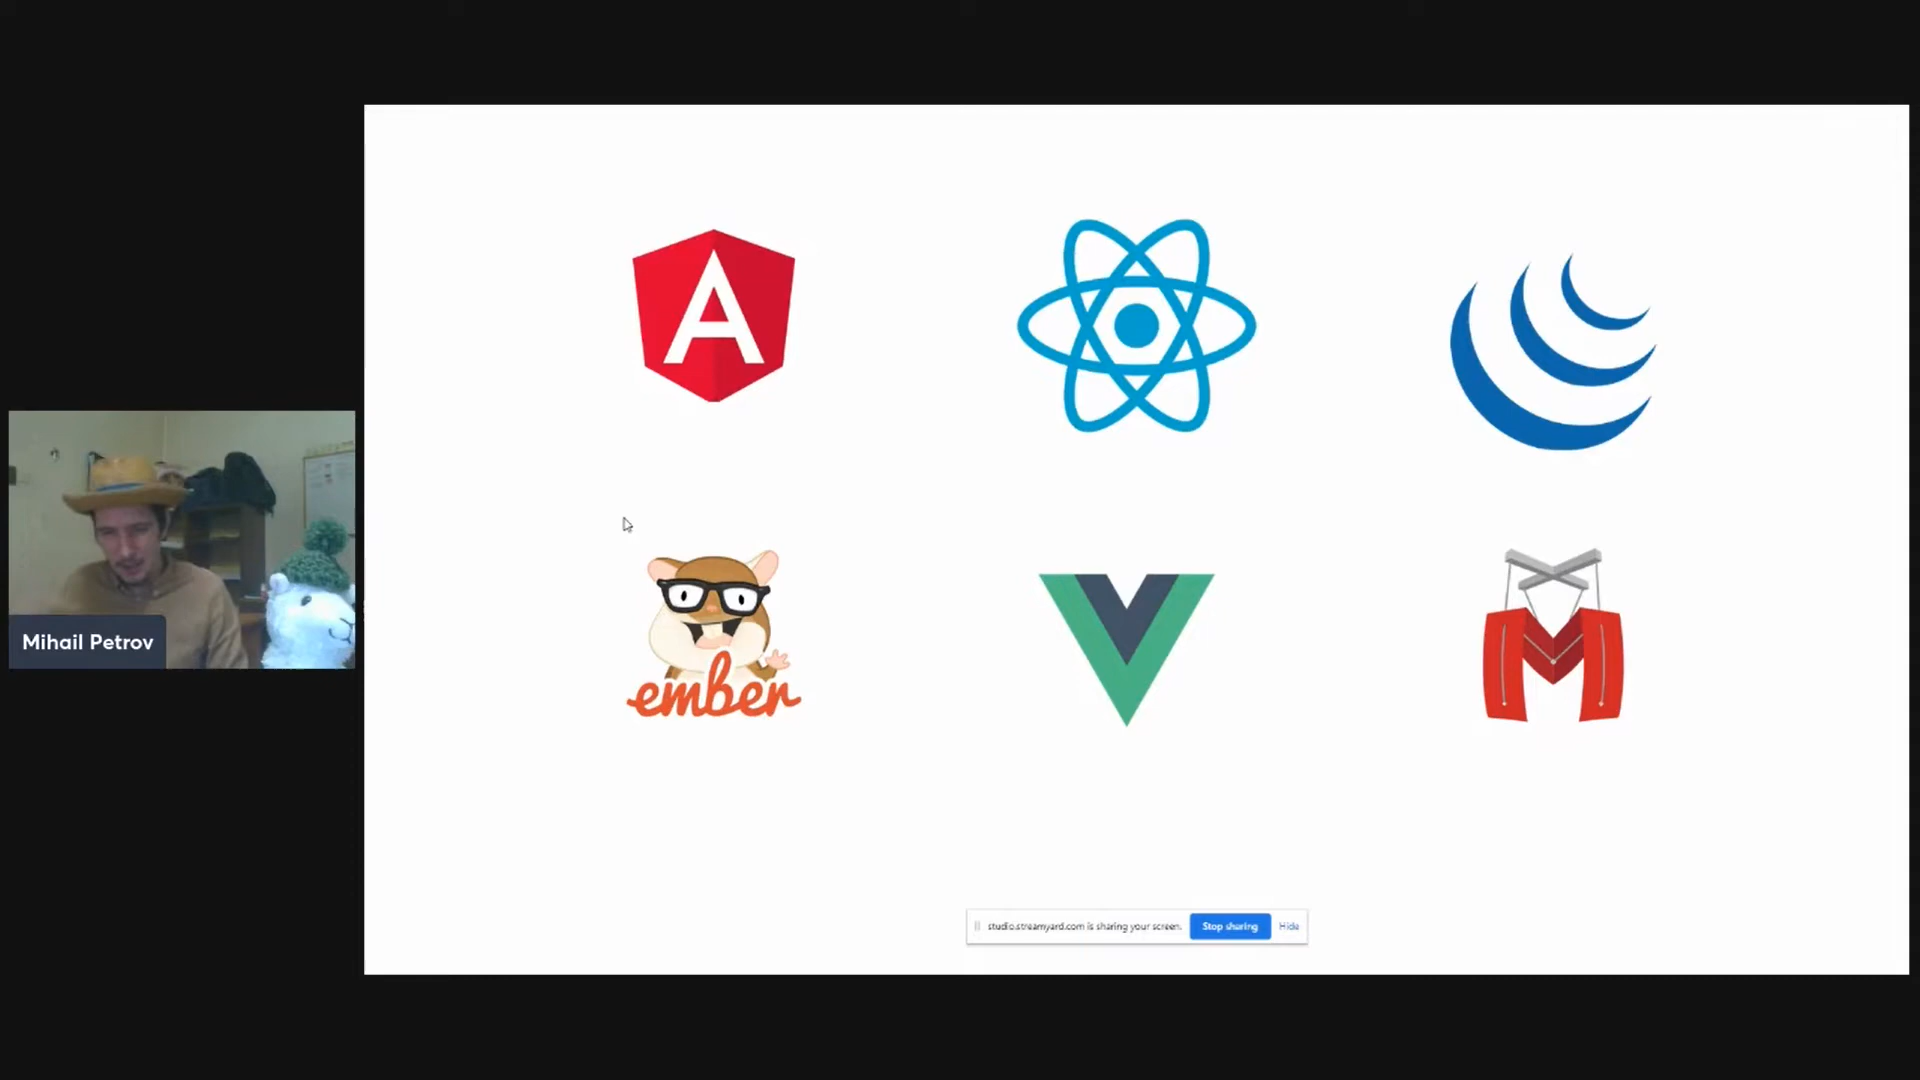 A
ember
Mihail Petrov
studio.streamyard.com is sharing your screen.
Stop sharing
Hide